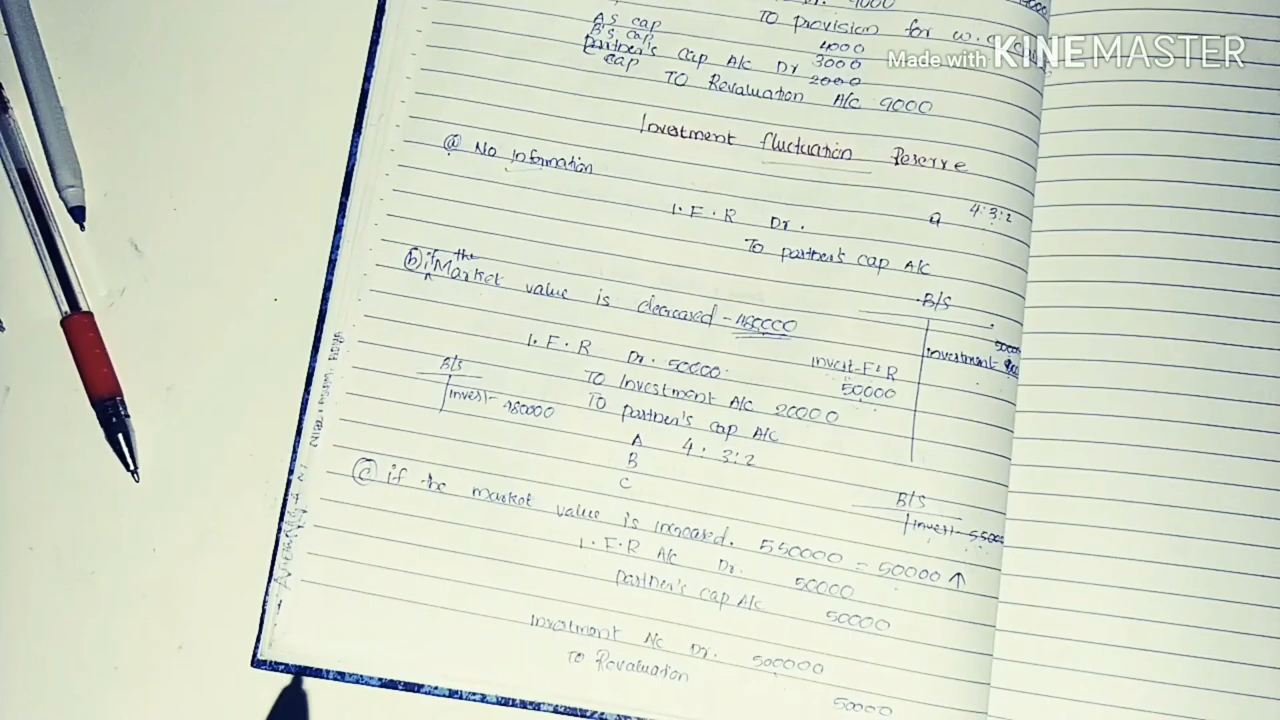 Dr. 9000
TO provision for w.c
A's cap 4000
B's cap 3000
Partner's cap A/c Dr 2000
cap
TO Revaluation A/c 9000
Made with KINEMASTER
Investment fluctuation Reserve
(a) No information
4:3:2
I.F.R Dr.
To partner's cap A/c
(b) if the Market value is decreased - 480000
B/S
I.F.R Dr. 50000
Invest. F.R
50000
Investment
TO Investment A/c 20000
TO partner's cap A/c
B/S
Invest - 480000
A 4:3:2
B
C
(c) if the market value is increased. 550000 = 50000 ↑
B/S
Invest -
I.F.R A/c Dr. 50000
partner's cap A/c 50000
Investment A/c Dr. 500000
TO Revaluation 50000